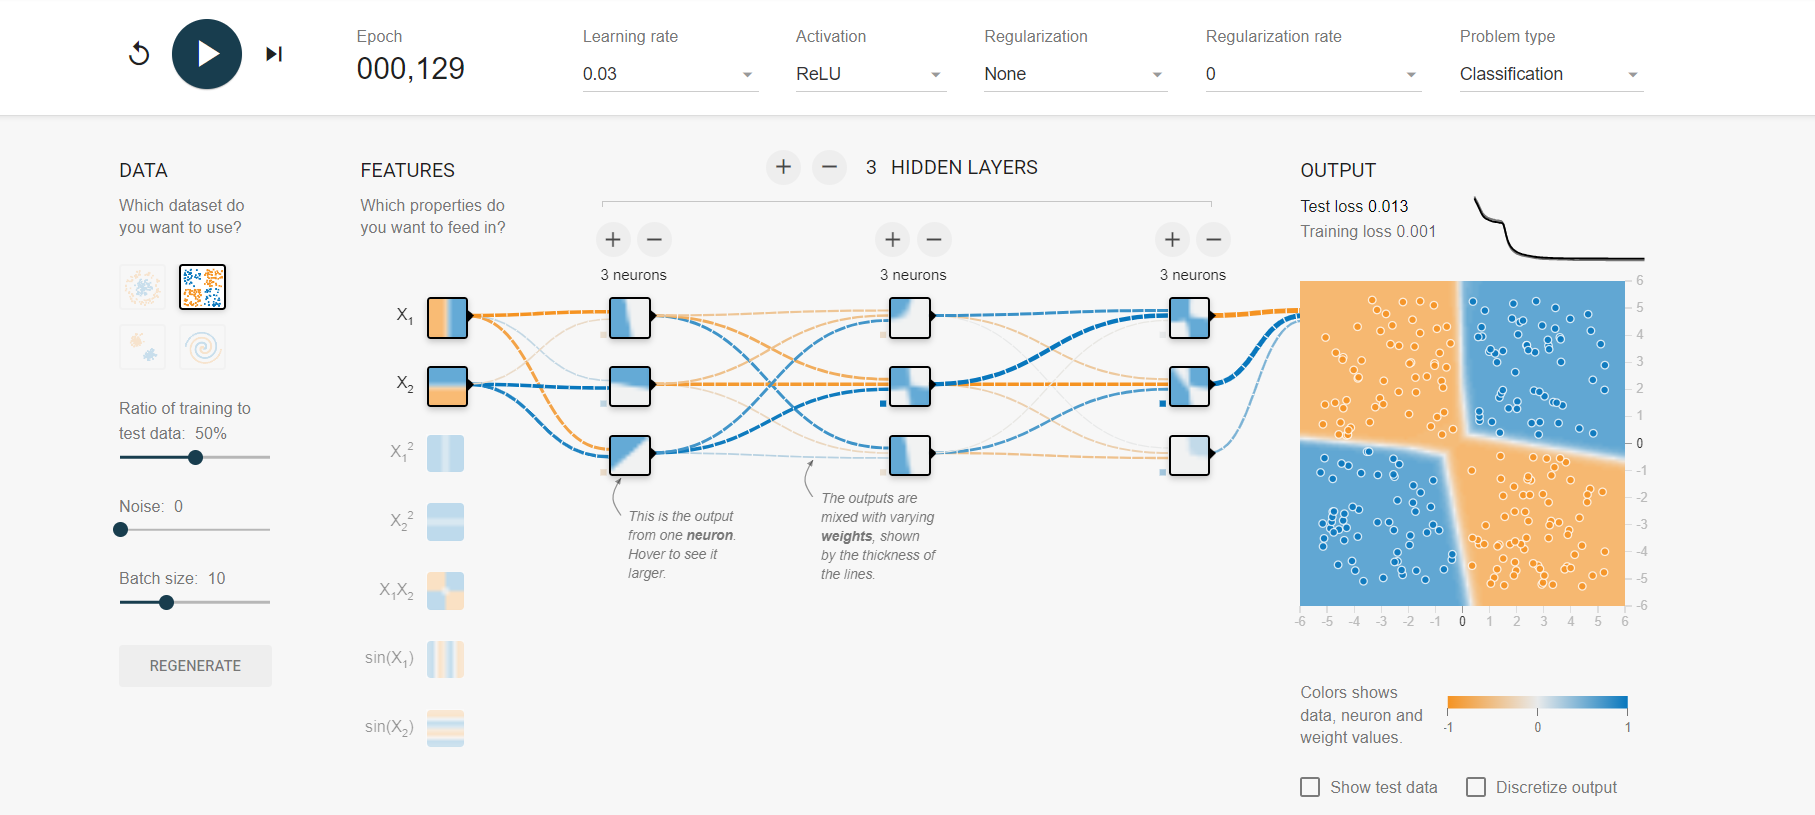 Epoch
000,129
Learning rate
0.03
Activation
ReLU
Regularization
None
Regularization rate
0
Problem type
Classification
DATA
Which dataset do
you want to use?
Ratio of training to
test data: 50%
Noise: 0
Batch size: 10
REGENERATE
FEATURES
Which properties do
you want to feed in?
X1
X2
X1²
X2²
X1X2
sin(X1)
sin(X2)
+ − 3 HIDDEN LAYERS
+ − + − + −
3 neurons 3 neurons 3 neurons
This is the output
from one neuron.
Hover to see it
larger.
The outputs are
mixed with varying
weights, shown
by the thickness of
the lines.
OUTPUT
Test loss 0.013
Training loss 0.001
6
5
4
3
2
1
0
-1
-2
-3
-4
-5
-6
-6 -5 -4 -3 -2 -1 0 1 2 3 4 5 6
Colors shows
data, neuron and
weight values.
-1 0 1
Show test data Discretize output